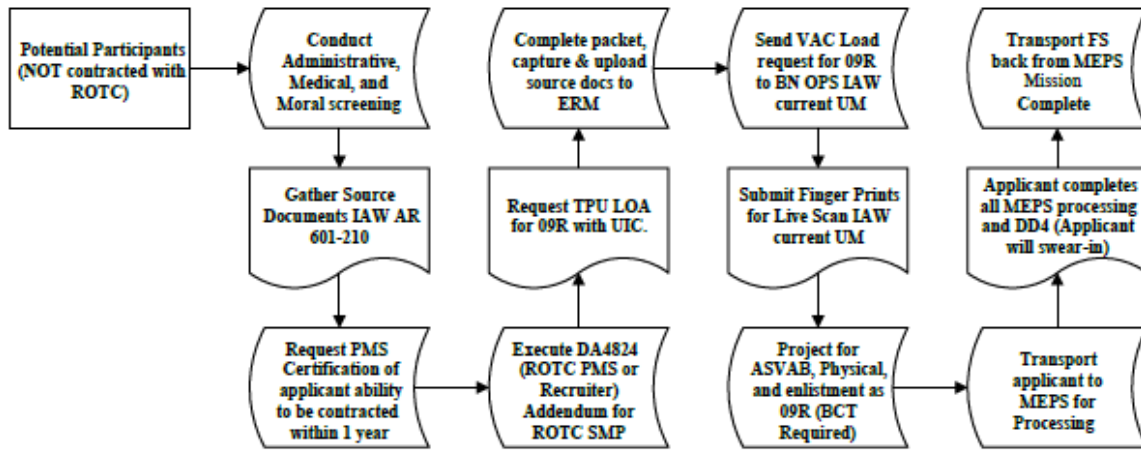 Potential Participants
(NOT contracted with
ROTC)
Conduct
Administrative,
Medical, and
Moral screening
Gather Source
Documents IAW AR
601-210
Request PMS
Certification of
applicant ability
to be contracted
within 1 year
Execute DA4824
(ROTC PMS or
Recruiter)
Addendum for
ROTC SMP
Request TPU LOA
for 09R with UIC.
Complete packet,
capture & upload
source docs to
ERM
Send VAC Load
request for 09R
to BN OPS IAW
current UM
Submit Finger Prints
for Live Scan IAW
current UM
Project for
ASVAB, Physical,
and enlistment as
09R (BCT
Required)
Transport
applicant to
MEPS for
Processing
Applicant completes
all MEPS processing
and DD4 (Applicant
will swear-in)
Transport FS
back from MEPS
Mission
Complete